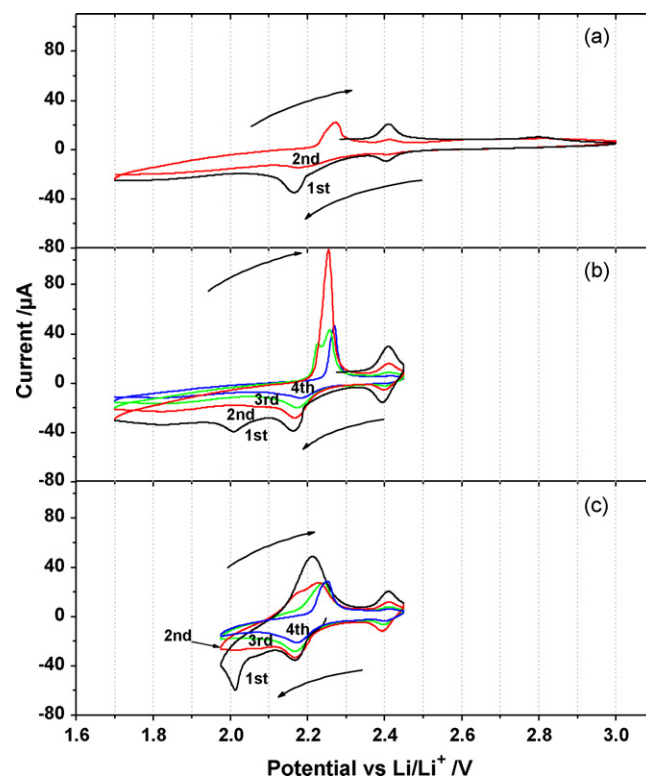 (a)
80
40
0
-40
-80
2nd
1st
(b)
80
40
0
-40
-80
4th
3rd
2nd
1st
Current /µA
(c)
80
40
0
-40
-80
2nd
4th
3rd
1st
1.6 1.8 2.0 2.2 2.4 2.6 2.8 3.0
Potential vs Li/Li+ /V